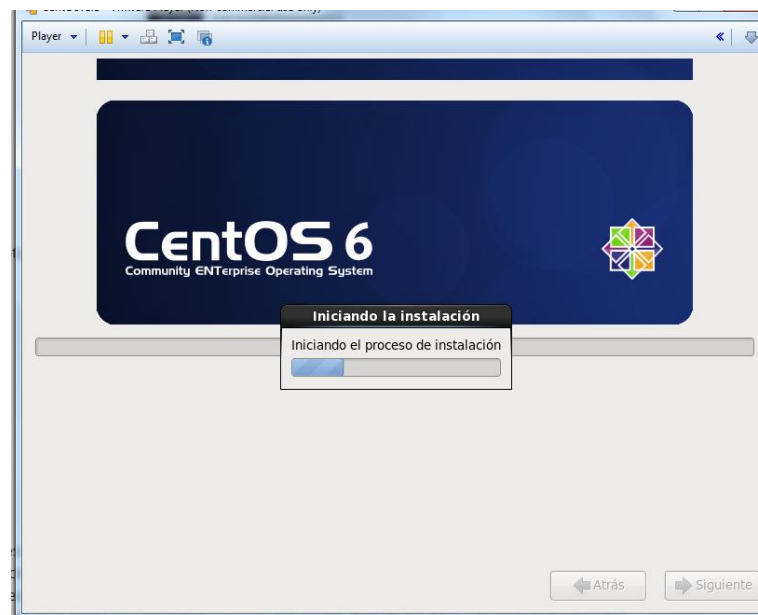 Player
CentOS 6
Community ENTerprise Operating System
Iniciando la instalación
Iniciando el proceso de instalación
Atrás
Siguiente